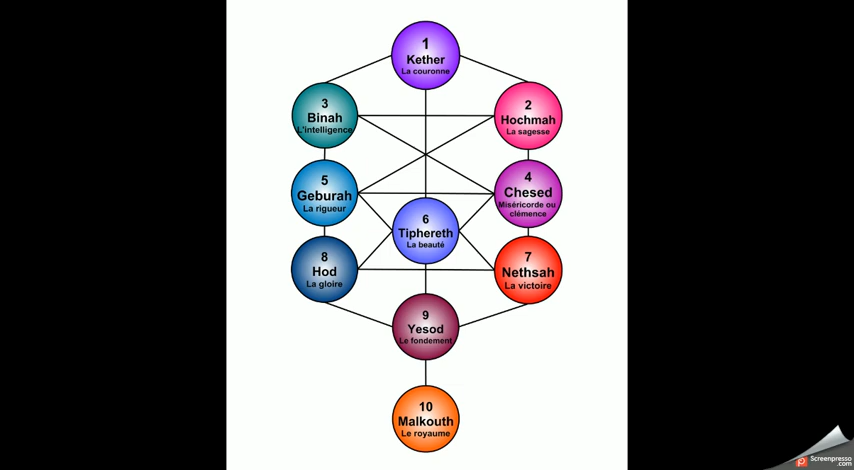 1
Kether
La couronne
3
Binah
L'intelligence
2
Hochmah
La sagesse
5
Geburah
La rigueur
4
Chesed
Miséricorde ou
clémence
6
Tiphereth
La beauté
8
Hod
La gloire
7
Nethsah
La victoire
9
Yesod
Le fondement
10
Malkouth
Le royaume
Screenpresso
.com